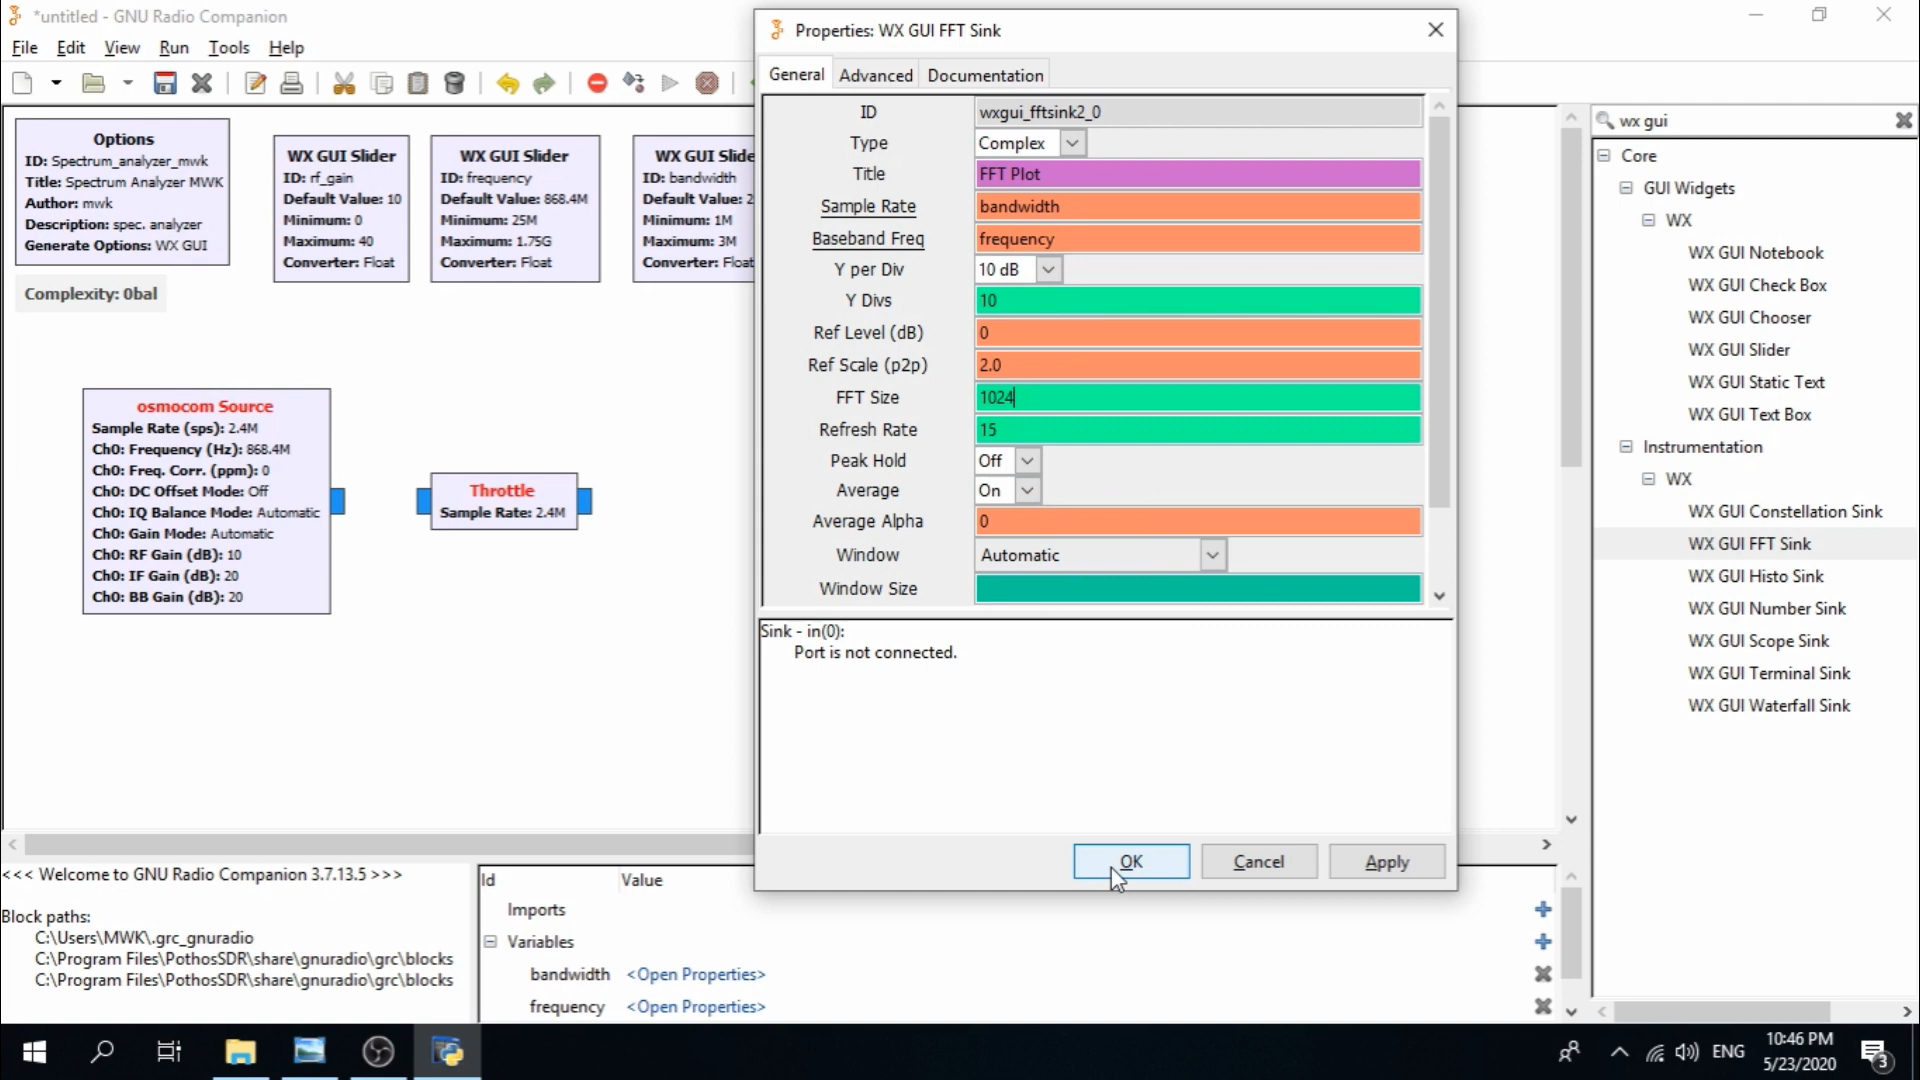 *untitled - GNU Radio Companion
File Edit View Run Tools Help
Options
ID: Spectrum_analyzer_mwk
Title: Spectrum Analyzer MWK
Author: mwk
Description: spec. analyzer
Generate Options: WX GUI
Complexity: 0bal
WX GUI Slider
ID: rf_gain
Default Value: 10
Minimum: 0
Maximum: 40
Converter: Float
WX GUI Slider
ID: frequency
Default Value: 868.4M
Minimum: 25M
Maximum: 1.75G
Converter: Float
WX GUI Slide
ID: bandwidth
Default Value: 2
Minimum: 1M
Maximum: 3M
Converter: Float
osmocom Source
Sample Rate (sps): 2.4M
Ch0: Frequency (Hz): 868.4M
Ch0: Freq. Corr. (ppm): 0
Ch0: DC Offset Mode: Off
Ch0: IQ Balance Mode: Automatic
Ch0: Gain Mode: Automatic
Ch0: RF Gain (dB): 10
Ch0: IF Gain (dB): 20
Ch0: BB Gain (dB): 20
Throttle
Sample Rate: 2.4M
Properties: WX GUI FFT Sink
General Advanced Documentation
ID wxgui_fftsink2_0
Type Complex
Title FFT Plot
Sample Rate bandwidth
Baseband Freq frequency
Y per Div 10 dB
Y Divs 10
Ref Level (dB) 0
Ref Scale (p2p) 2.0
FFT Size 1024
Refresh Rate 15
Peak Hold Off
Average On
Average Alpha 0
Window Automatic
Window Size
Sink - in(0):
Port is not connected.
OK Cancel Apply
wx gui
Core
GUI Widgets
WX
WX GUI Notebook
WX GUI Check Box
WX GUI Chooser
WX GUI Slider
WX GUI Static Text
WX GUI Text Box
Instrumentation
WX
WX GUI Constellation Sink
WX GUI FFT Sink
WX GUI Histo Sink
WX GUI Number Sink
WX GUI Scope Sink
WX GUI Terminal Sink
WX GUI Waterfall Sink
<<< Welcome to GNU Radio Companion 3.7.13.5 >>>
Block paths:
C:\Users\MWK\.grc_gnuradio
C:\Program Files\PothosSDR\share\gnuradio\grc\blocks
C:\Program Files\PothosSDR\share\gnuradio\grc\blocks
Id Value
Imports
Variables
bandwidth <Open Properties>
frequency <Open Properties>
ENG
10:46 PM
5/23/2020
3